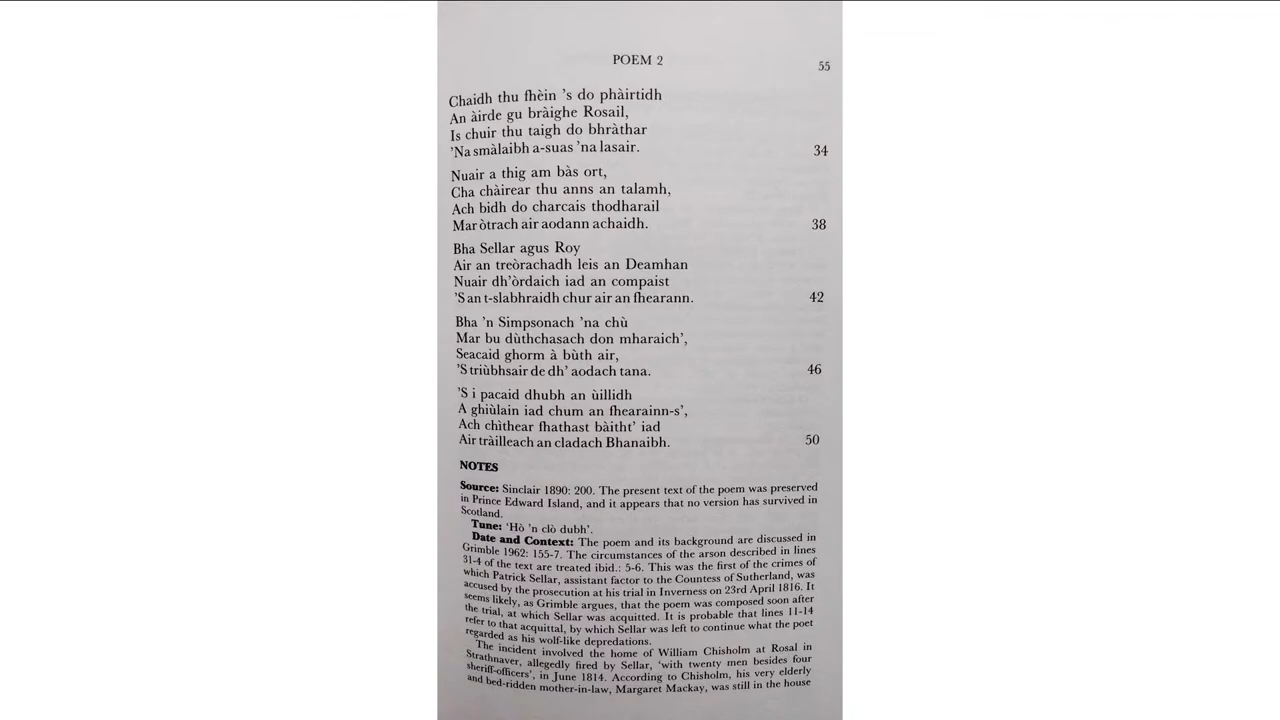 POEM 2
55
Chaidh thu fhèin 's do phàirtidh
An àirde gu bràighe Rosail,
Is chuir thu taigh do bhràthar
'Na smàlaibh a-suas 'na lasair. 34
Nuair a thig am bàs ort,
Cha chàirear thu anns an talamh,
Ach bidh do charcais thodharail
Mar òtrach air aodann achaidh. 38
Bha Sellar agus Roy
Air an treòrachadh leis an Deamhan
Nuair dh'òrdaich iad an compaist
'S an t-slabhraidh chur air an fhearann. 42
Bha 'n Simpsonach 'na chù
Mar bu dùthchasach don mharaich',
Seacaid ghorm à bùth air,
'S triùbhsair de dh' aodach tana. 46
'S i pacaid dhubh an ùillidh
A ghiùlain iad chum an fhearainn-s',
Ach chìthear fhathast bàitht' iad
Air tràilleach an cladach Bhanaibh. 50
NOTES
Source: Sinclair 1890: 200. The present text of the poem was preserved
in Prince Edward Island, and it appears that no version has survived in
Scotland.
Tune: 'Hò 'n clò dubh'.
Date and Context: The poem and its background are discussed in
Grimble 1962: 155-7. The circumstances of the arson described in lines
31-4 of the text are treated ibid.: 5-6. This was the first of the crimes of
which Patrick Sellar, assistant factor to the Countess of Sutherland, was
accused by the prosecution at his trial in Inverness on 23rd April 1816. It
seems likely, as Grimble argues, that the poem was composed soon after
the trial, at which Sellar was acquitted. It is probable that lines 11-14
refer to that acquittal, by which Sellar was left to continue what the poet
regarded as his wolf-like depredations.
The incident involved the home of William Chisholm at Rosal in
Strathnaver, allegedly fired by Sellar, 'with twenty men besides four
sheriff-officers', in June 1814. According to Chisholm, his very elderly
and bed-ridden mother-in-law, Margaret Mackay, was still in the house